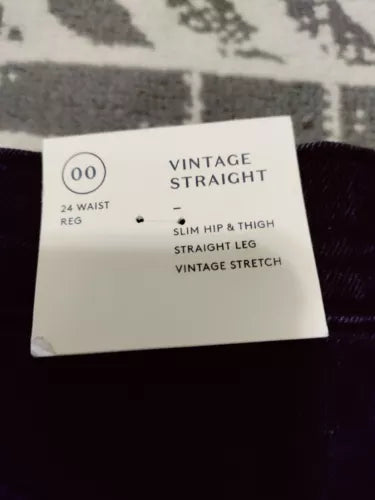 00
24 WAIST
REG
VINTAGE
STRAIGHT
–
SLIM HIP & THIGH
STRAIGHT LEG
VINTAGE STRETCH